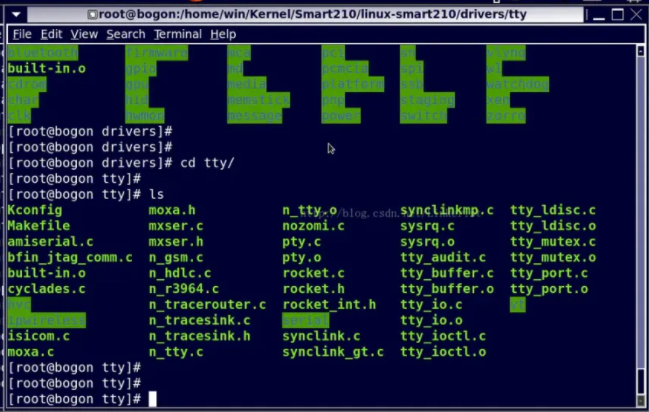 root@bogon:/home/win/Kernel/Smart210/linux-smart210/drivers/tty
File Edit View Search Terminal Help
bluetooth firmware mca pci sn vlynq
built-in.o gpio md pcmcia spi w1
cdrom gpu media platform ssb watchdog
char hid memstick pnp staging xen
clk hwmon message power switch zorro
[root@bogon drivers]#
[root@bogon drivers]#
[root@bogon drivers]# cd tty/
[root@bogon tty]#
[root@bogon tty]# ls
Kconfig moxa.h n_tty.o synclinkmp.c tty_ldisc.c
Makefile mxser.c nozomi.c sysrq.c tty_ldisc.o
amiserial.c mxser.h pty.c sysrq.o tty_mutex.c
bfin_jtag_comm.c n_gsm.c pty.o tty_audit.c tty_mutex.o
built-in.o n_hdlc.c rocket.c tty_buffer.c tty_port.c
cyclades.c n_r3964.c rocket.h tty_buffer.o tty_port.o
hvc n_tracerouter.c rocket_int.h tty_io.c vt
ipwireless n_tracesink.c serial tty_io.o
isicom.c n_tracesink.h synclink.c tty_ioctl.c
moxa.c n_tty.c synclink_gt.c tty_ioctl.o
[root@bogon tty]#
[root@bogon tty]#
[root@bogon tty]#